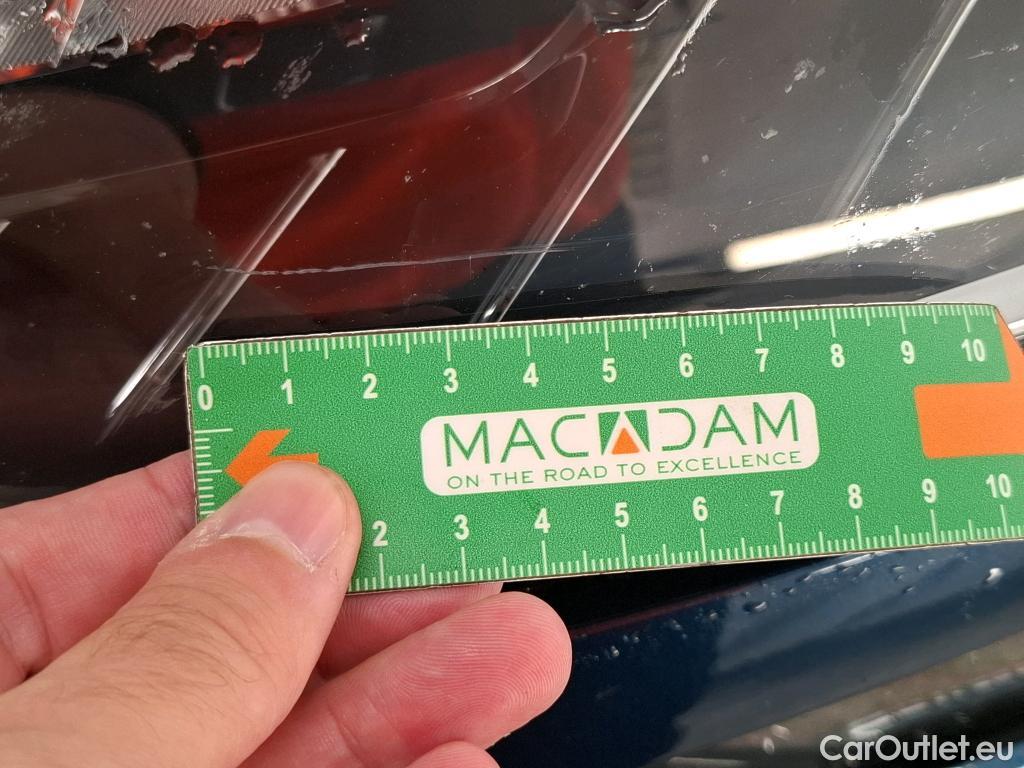 0 1 2 3 4 5 6 7 8 9 10
MACADAM
ON THE ROAD TO EXCELLENCE
2 3 4 5 6 7 8 9 10
CarOutlet.eu